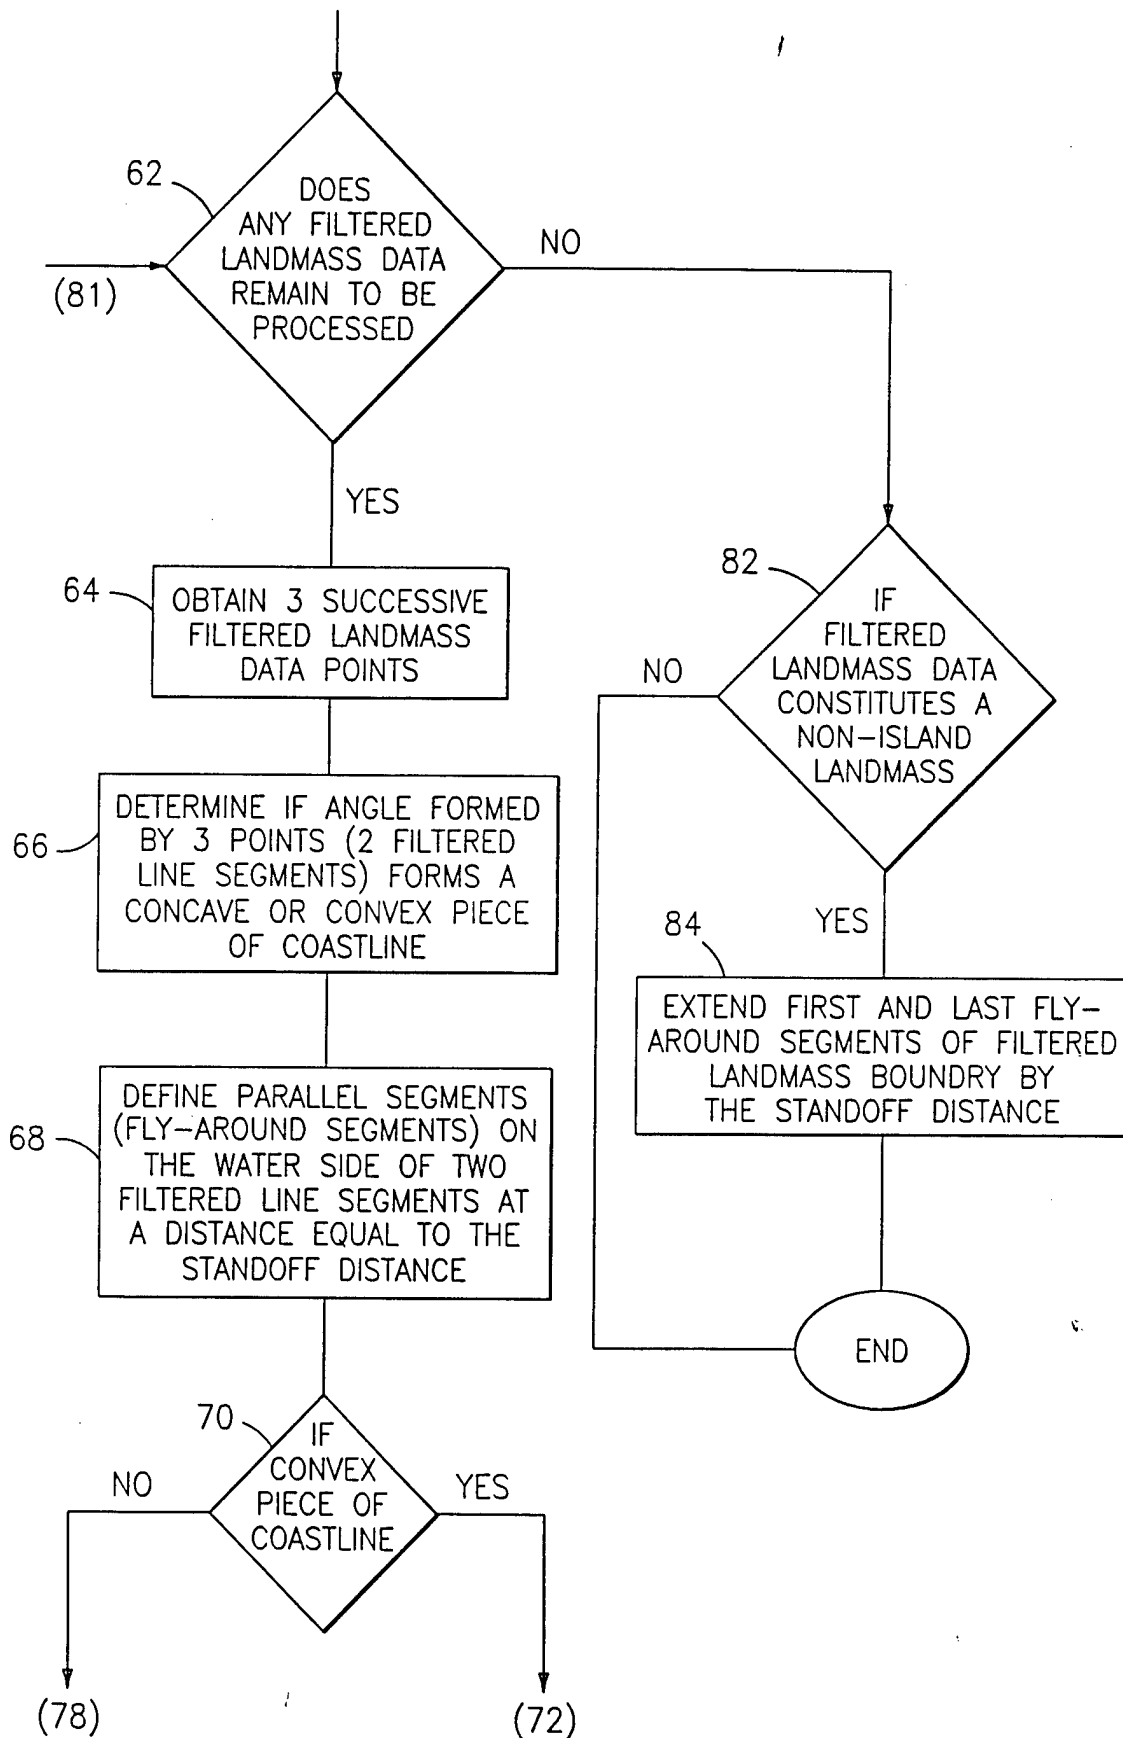 62
DOES
ANY FILTERED
LANDMASS DATA
REMAIN TO BE
PROCESSED
(81)
NO
YES
64
OBTAIN 3 SUCCESSIVE
FILTERED LANDMASS
DATA POINTS
66
DETERMINE IF ANGLE FORMED
BY 3 POINTS (2 FILTERED
LINE SEGMENTS) FORMS A
CONCAVE OR CONVEX PIECE
OF COASTLINE
68
DEFINE PARALLEL SEGMENTS
(FLY-AROUND SEGMENTS) ON
THE WATER SIDE OF TWO
FILTERED LINE SEGMENTS AT
A DISTANCE EQUAL TO THE
STANDOFF DISTANCE
70
IF
CONVEX
PIECE OF
COASTLINE
NO
YES
(78)
(72)
82
IF
FILTERED
LANDMASS DATA
CONSTITUTES A
NON-ISLAND
LANDMASS
NO
YES
84
EXTEND FIRST AND LAST FLY-
AROUND SEGMENTS OF FILTERED
LANDMASS BOUNDRY BY
THE STANDOFF DISTANCE
END